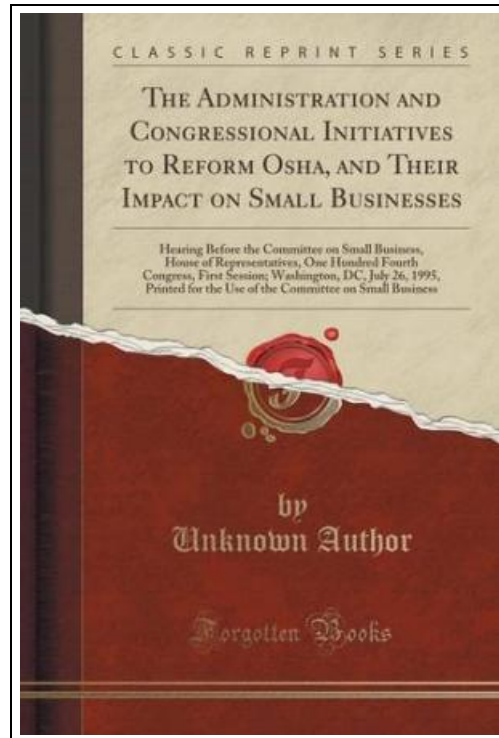 CLASSIC REPRINT SERIES
THE ADMINISTRATION AND
CONGRESSIONAL INITIATIVES
TO REFORM OSHA, AND THEIR
IMPACT ON SMALL BUSINESSES
Hearing Before the Committee on Small Business,
House of Representatives, One Hundred Fourth
Congress, First Session; Washington, DC, July 26, 1995,
Printed for the Use of the Committee on Small Business
by
Unknown Author
Forgotten Books